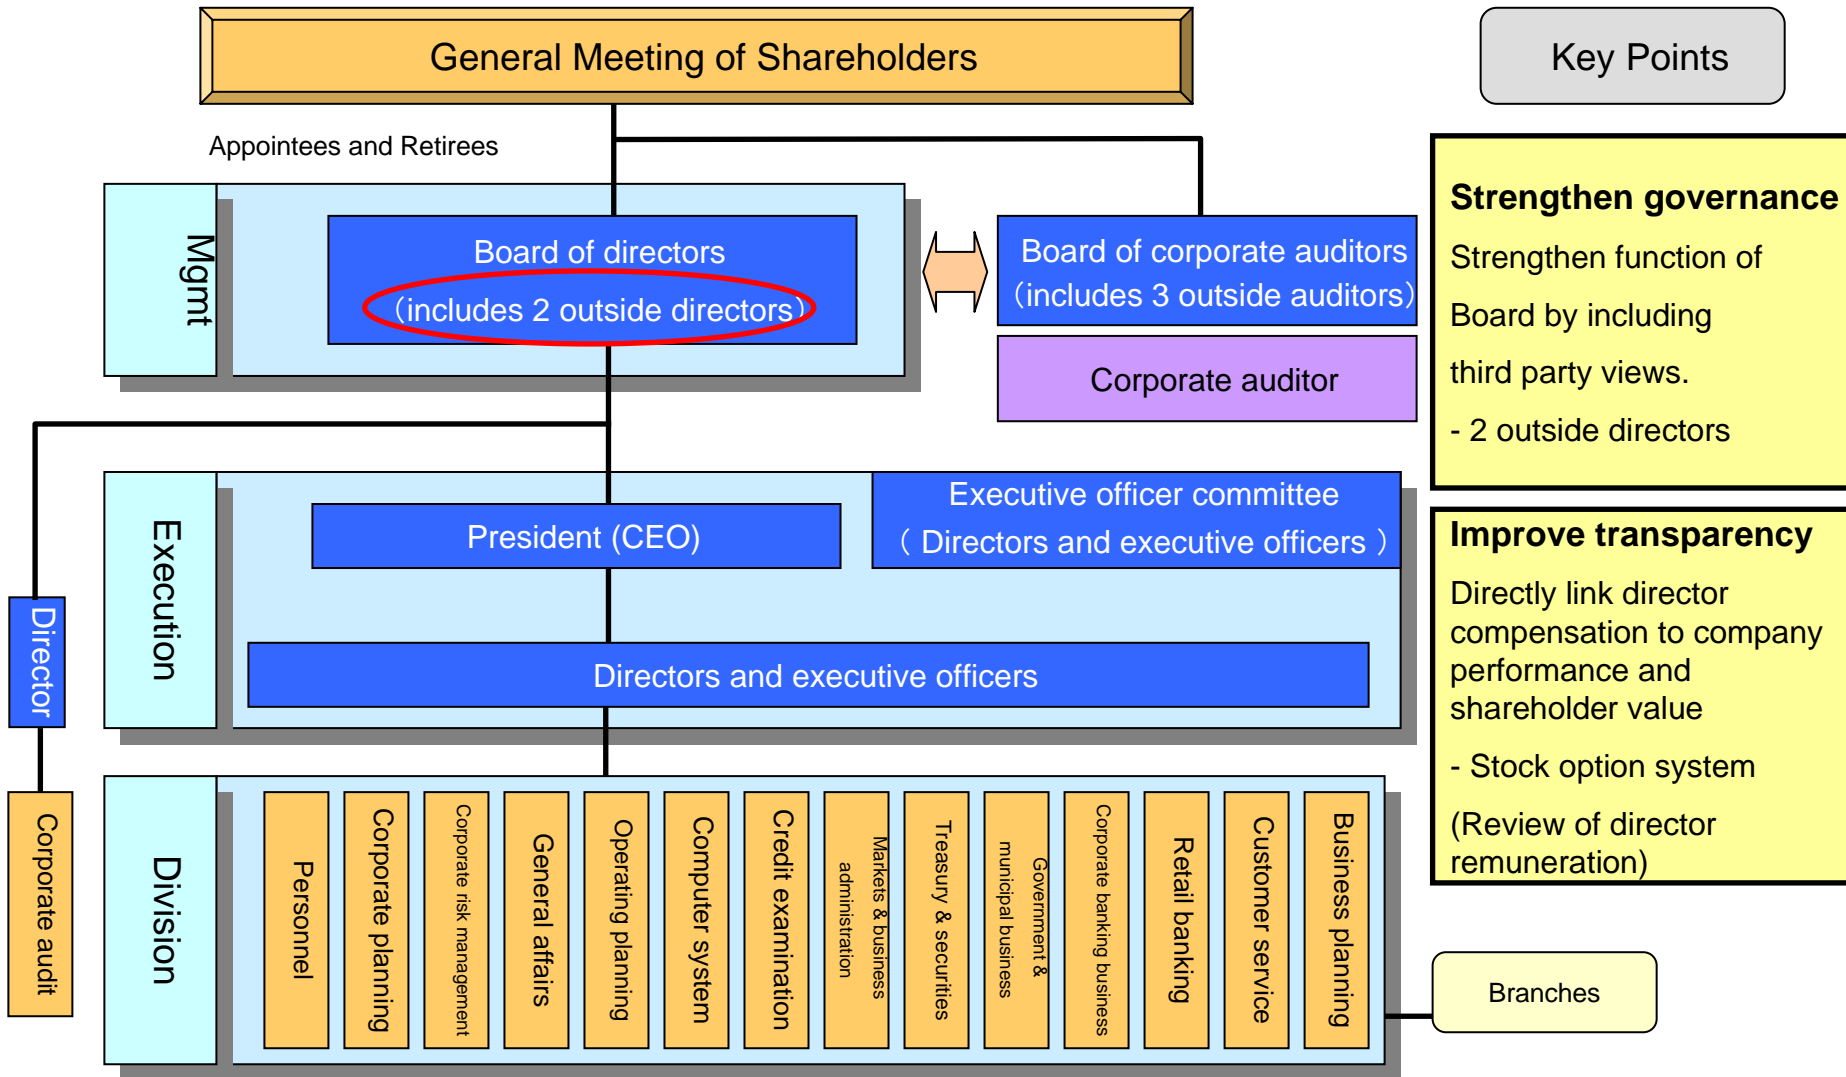 General Meeting of Shareholders
Key Points
Appointees and Retirees
Mgmt
Board of directors
（includes 2 outside directors）
Board of corporate auditors
（includes 3 outside auditors）
Corporate auditor
Strengthen governance
Strengthen function of
Board by including
third party views.
- 2 outside directors
Execution
President (CEO)
Executive officer committee
（ Directors and executive officers ）
Directors and executive officers
Improve transparency
Directly link director
compensation to company
performance and
shareholder value
- Stock option system
(Review of director
remuneration)
Director
Corporate audit
Division
Personnel
Corporate planning
Corporate risk management
General affairs
Operating planning
Computer system
Credit examination
Markets & business
administration
Treasury & securities
Government &
municipal business
Corporate banking business
Retail banking
Customer service
Business planning
Branches